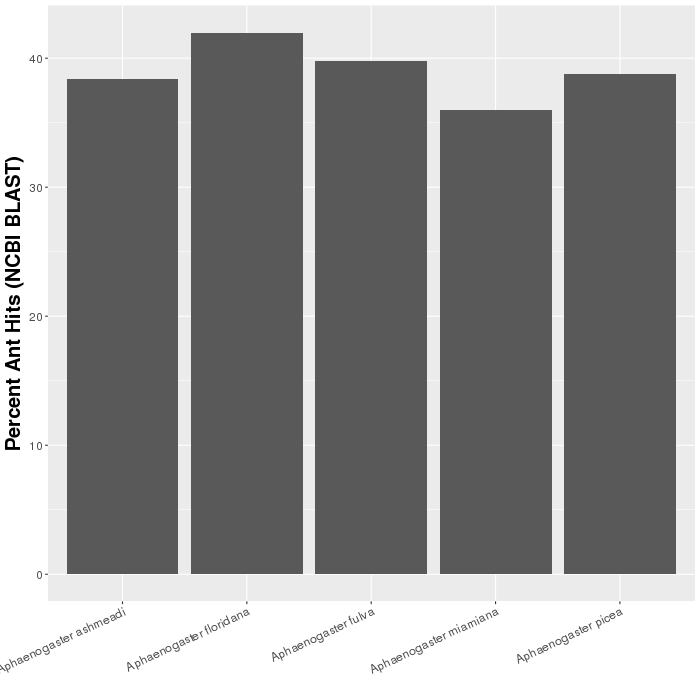 Percent Ant Hits (NCBI BLAST)
40
30
20
10
0
Aphaenogaster ashmeadi
Aphaenogaster floridana
Aphaenogaster fulva
Aphaenogaster miamiana
Aphaenogaster picea